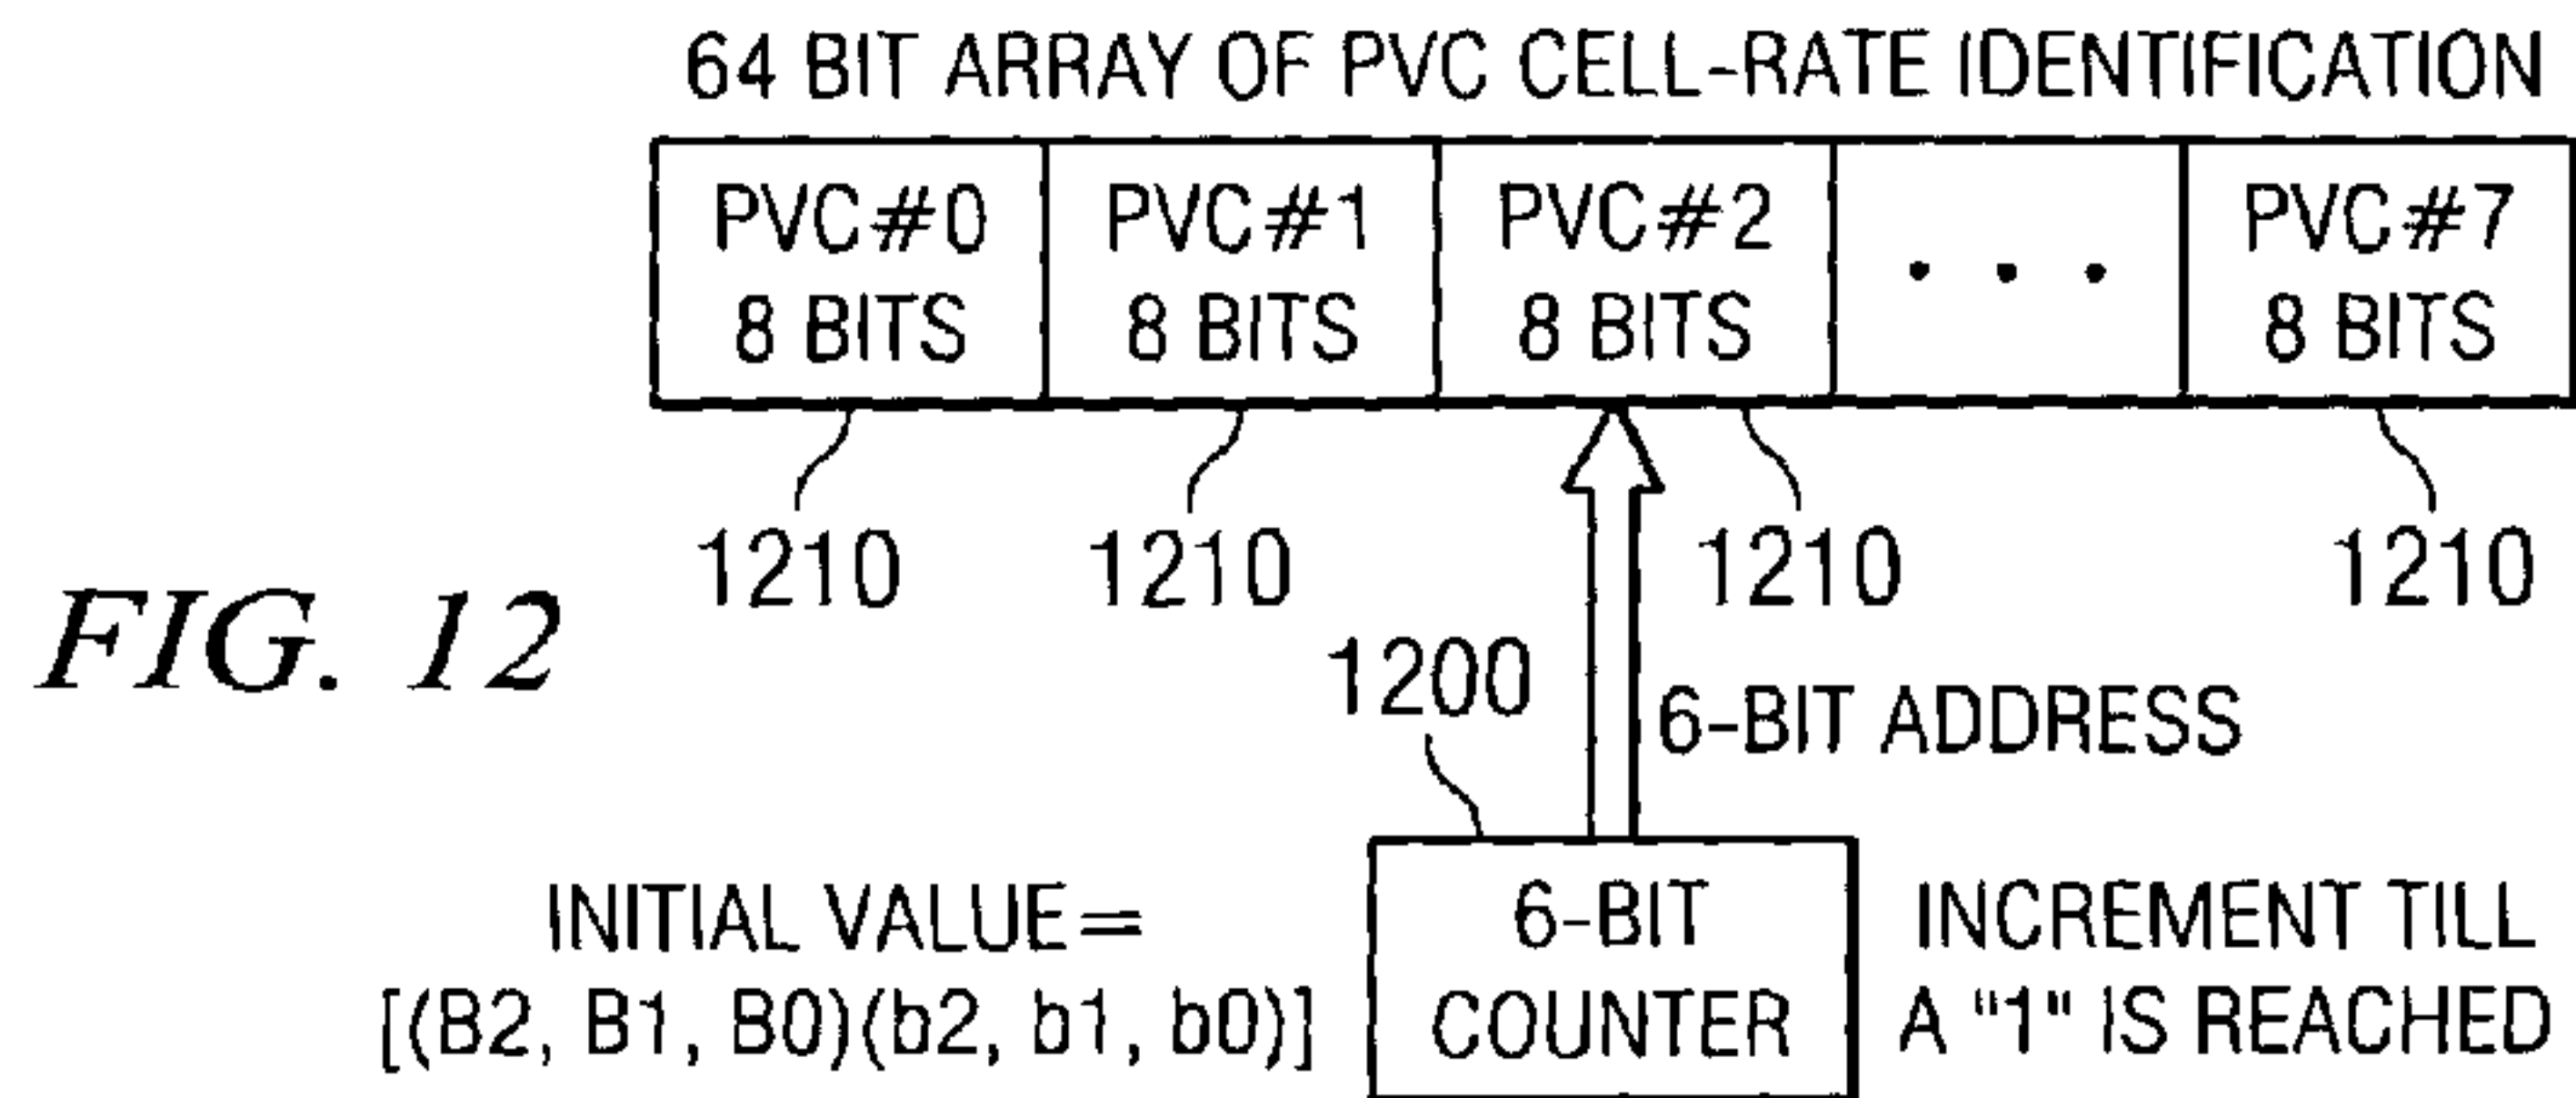 64 BIT ARRAY OF PVC CELL-RATE IDENTIFICATION
PVC#0 PVC#1 PVC#2 . . . PVC#7
8 BITS 8 BITS 8 BITS 8 BITS
1210 1210 1210 1210
FIG. 12
1200
6-BIT ADDRESS
INITIAL VALUE= 6-BIT INCREMENT TILL
[(B2, B1, B0)(b2, b1, b0)] COUNTER A "1" IS REACHED